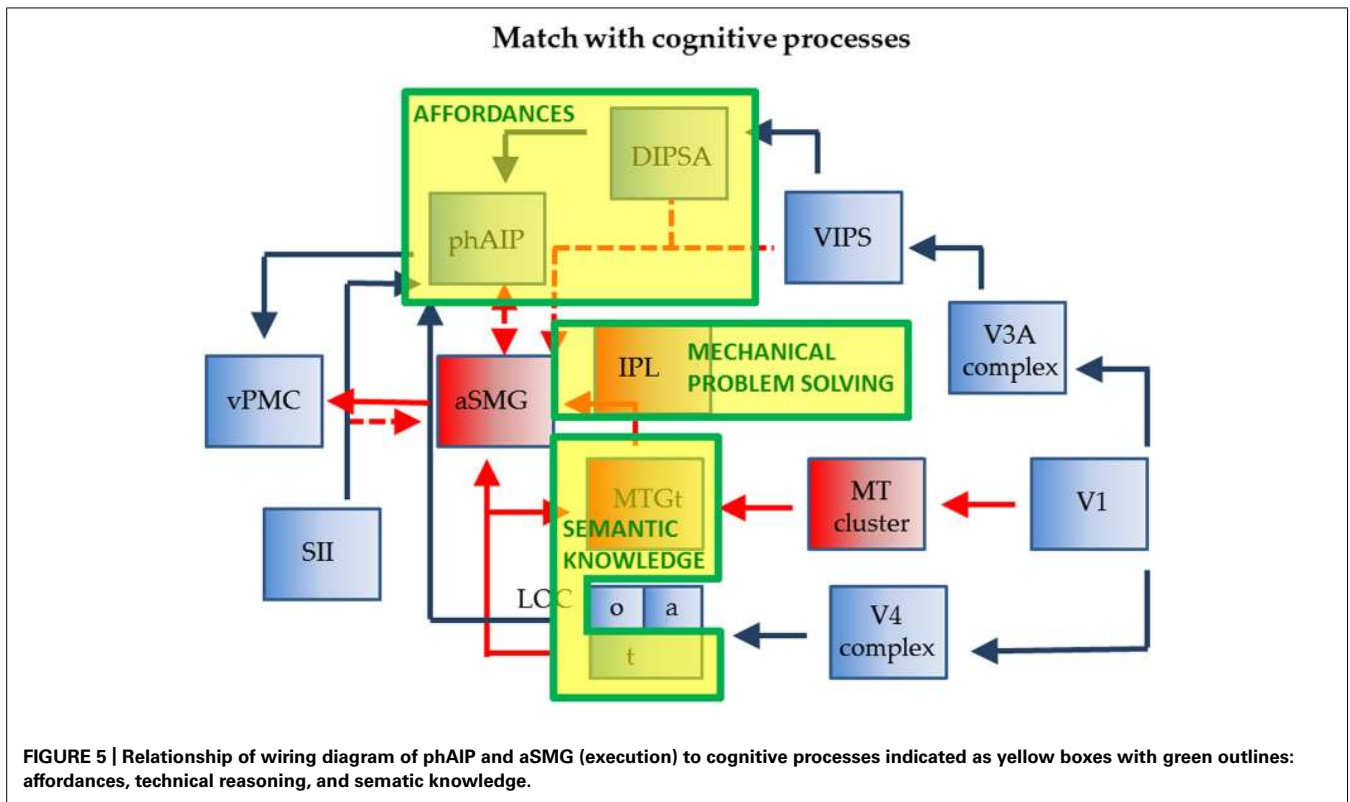 Match with cognitive processes
AFFORDANCES
DIPSA
phAIP
VIPS
V3A
complex
vPMC
aSMG
IPL
MECHANICAL
PROBLEM SOLVING
MTGt
SEMANTIC
KNOWLEDGE
MT
cluster
V1
SII
LOC
o
a
t
V4
complex
FIGURE 5 | Relationship of wiring diagram of phAIP and aSMG (execution) to cognitive processes indicated as yellow boxes with green outlines:
affordances, technical reasoning, and sematic knowledge.